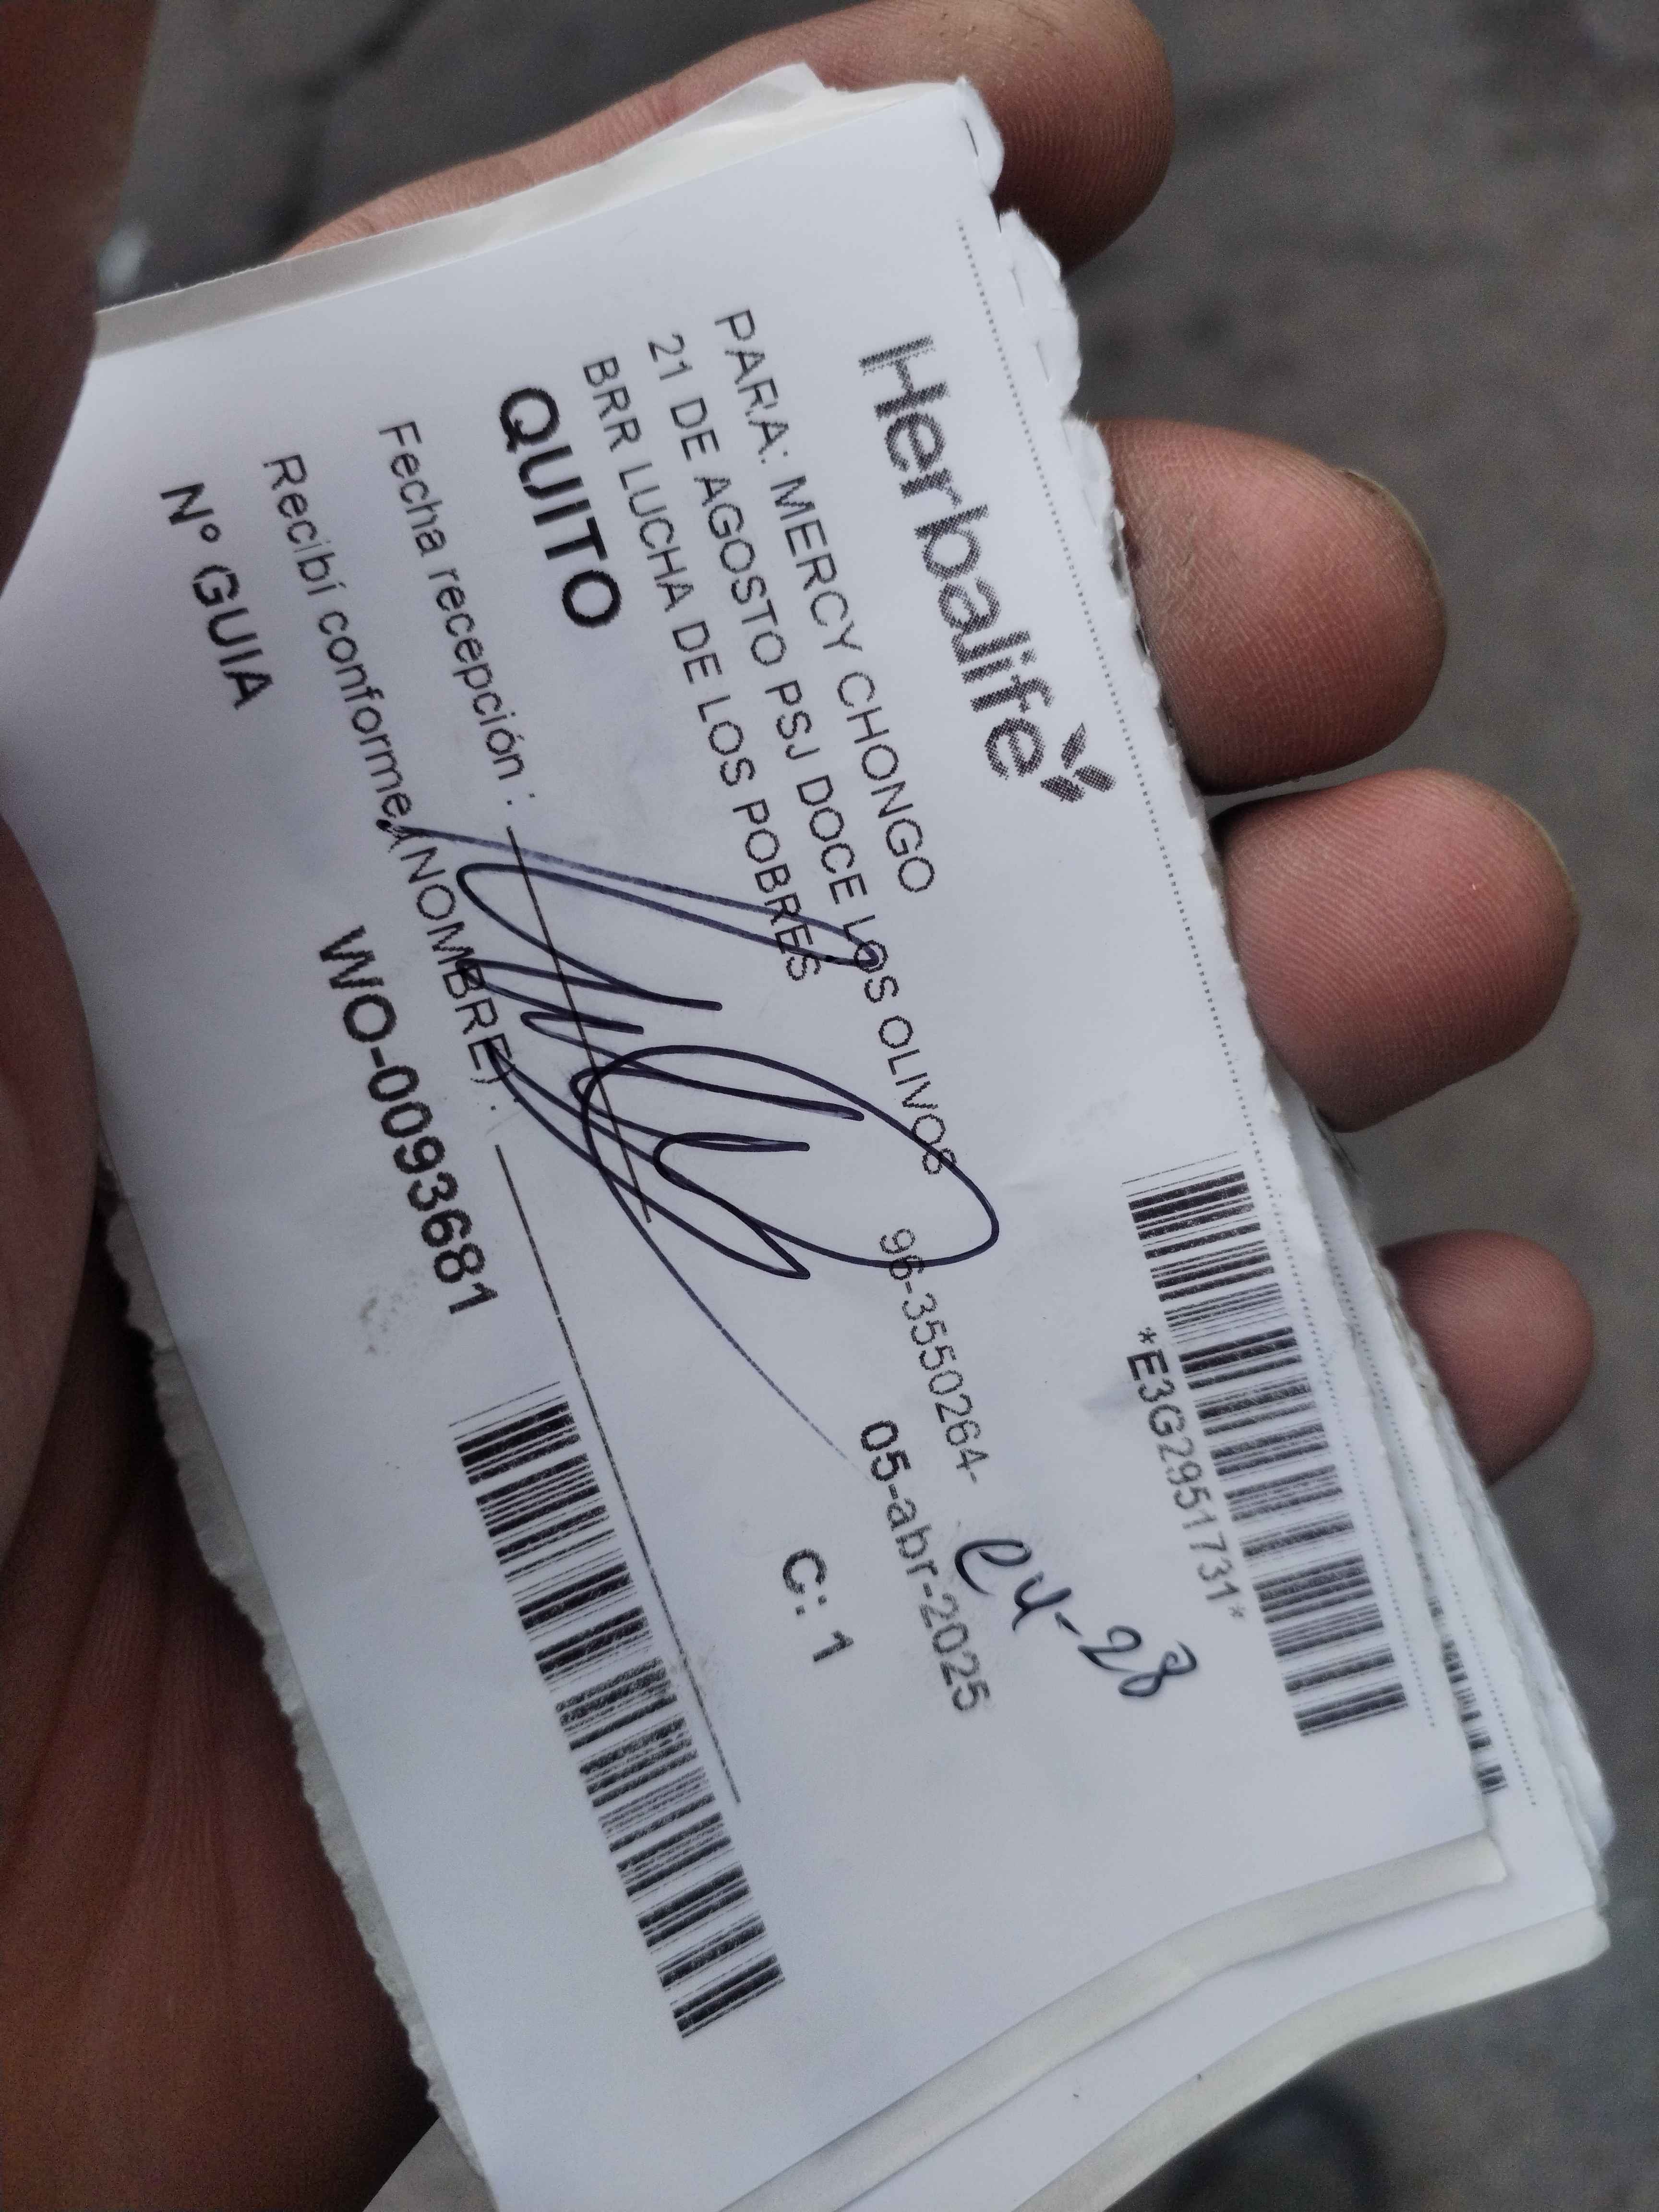 Herbalife
*E3G2951731*
PARA: MERCY CHONGO
21 DE AGOSTO PSJ DOCE LOS OLIVOS
96-3550264-
BRR LUCHA DE LOS POBRES
05-abr-2025
QUITO
C: 1
Fecha recepción :
Recibí conforme (NOMBRE) :
Nº GUIA
WO-0093681